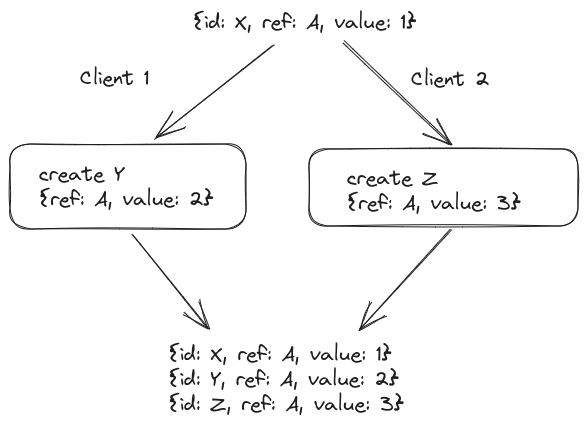 {id: X, ref: A, value: 1}
Client 1
Client 2
create Y
{ref: A, value: 2}
create Z
{ref: A, value: 3}
{id: X, ref: A, value: 1}
{id: Y, ref: A, value: 2}
{id: Z, ref: A, value: 3}